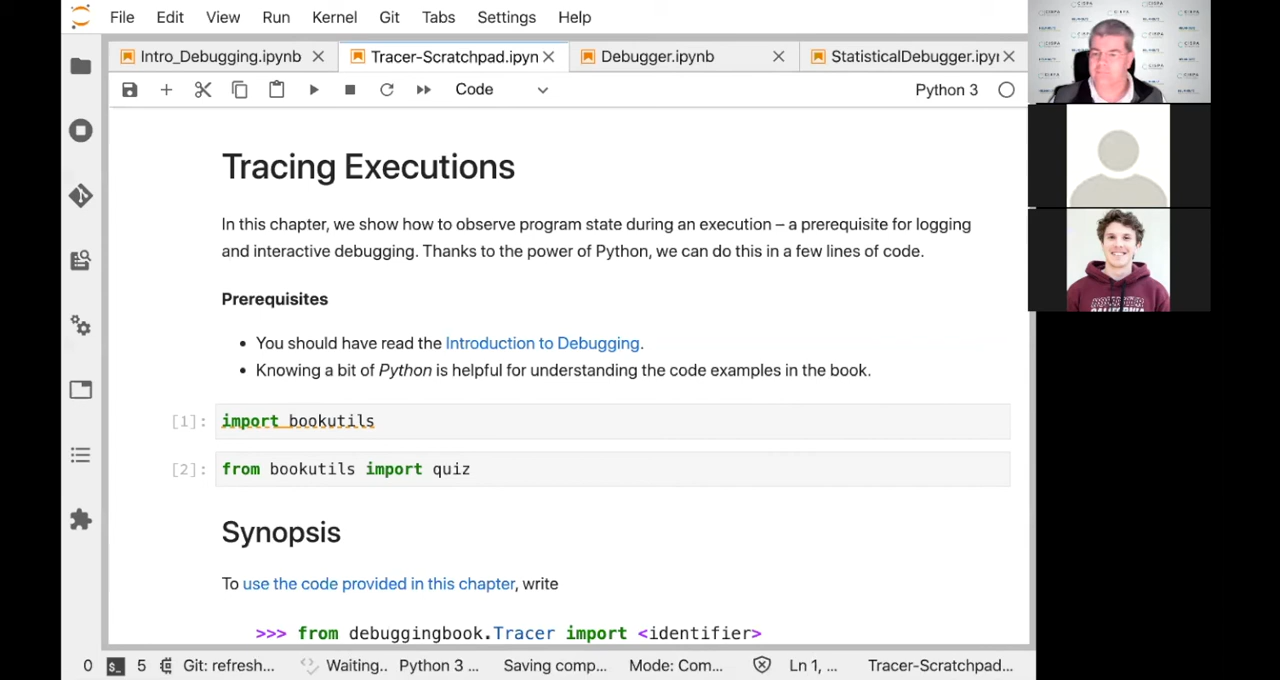 File Edit View Run Kernel Git Tabs Settings Help
Intro_Debugging.ipynb
Tracer-Scratchpad.ipyn
Debugger.ipynb
StatisticalDebugger.ipyr
Code
Python 3
Tracing Executions
In this chapter, we show how to observe program state during an execution – a prerequisite for logging
and interactive debugging. Thanks to the power of Python, we can do this in a few lines of code.
Prerequisites
• You should have read the Introduction to Debugging.
• Knowing a bit of Python is helpful for understanding the code examples in the book.
[1]: import bookutils
[2]: from bookutils import quiz
Synopsis
To use the code provided in this chapter, write
>>> from debuggingbook.Tracer import <identifier>
0 $_ 5 Git: refresh... Waiting.. Python 3 ... Saving comp... Mode: Com... Ln 1, ... Tracer-Scratchpad...